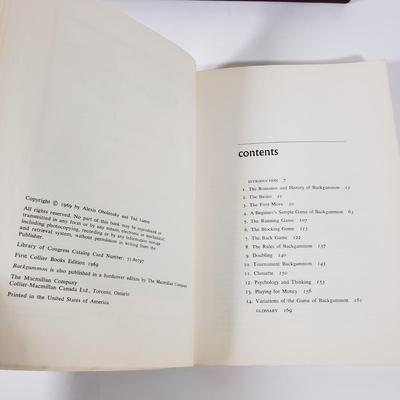 Copyright © 1969 by Alexis Obolensky and Ted James
All rights reserved. No part of this book may be reproduced or
transmitted in any form or by any means, electronic or mechanical,
including photocopying, recording or by any information storage
and retrieval system, without permission in writing from the
Publisher.
Library of Congress Catalog Card Number: 71-80797
First Collier Books Edition 1969
Backgammon is also published in a hardcover edition by The Macmillan Company
The Macmillan Company
Collier-Macmillan Canada Ltd., Toronto, Ontario
Printed in the United States of America
contents
INTRODUCTION 7
1. The Romance and History of Backgammon 13
2. The Basics 21
3. The First Move 41
4. A Beginner's Sample Game of Backgammon 63
5. The Running Game 107
6. The Blocking Game 115
7. The Back Game 121
8. The Rules of Backgammon 137
9. Doubling 141
10. Tournament Backgammon 145
11. Chouette 150
12. Psychology and Thinking 153
13. Playing for Money 158
14. Variations of the Game of Backgammon 161
GLOSSARY 169